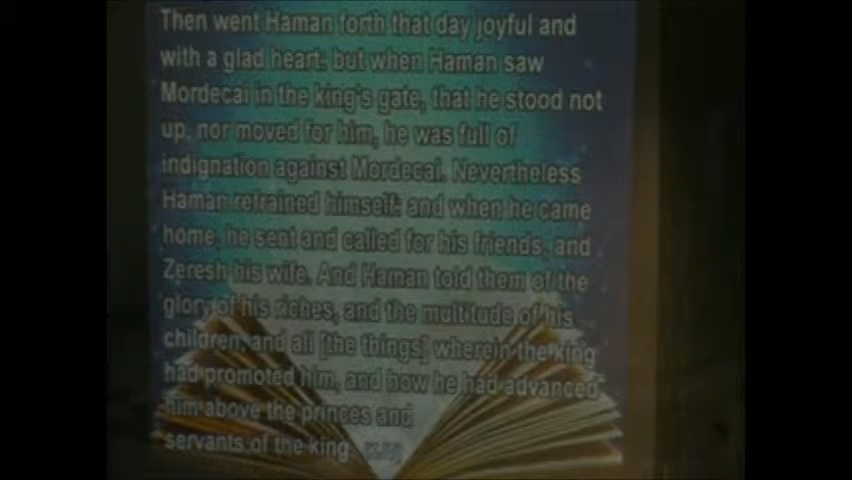 Then went Haman forth that day joyful and
with a glad heart: but when Haman saw
Mordecai in the king's gate, that he stood not
up, nor moved for him, he was full of
indignation against Mordecai. Nevertheless
Haman refrained himself: and when he came
home, he sent and called for his friends, and
Zeresh his wife. And Haman told them of the
glory of his riches, and the multitude of his
children, and all [the things] wherein the king
had promoted him, and how he had advanced
him above the princes and
servants of the king (KJV)